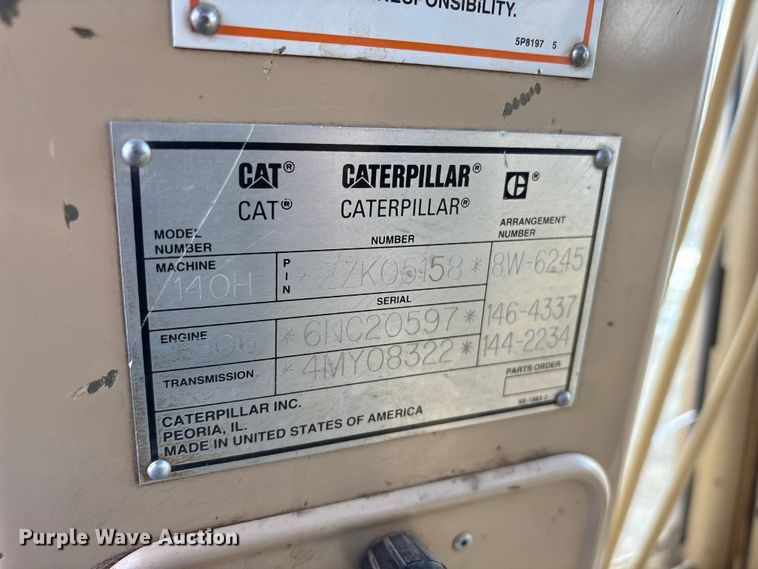 RESPONSIBILITY.
5P8197 5
CAT® CATERPILLAR® ®
CAT® CATERPILLAR®
MODEL NUMBER NUMBER ARRANGEMENT NUMBER
MACHINE 140H PIN *2ZK05158* 8W-6245
SERIAL
ENGINE *6NC20597* 146-4337
TRANSMISSION *4MY08322* 144-2234
PARTS ORDER
CATERPILLAR INC.
PEORIA, IL.
MADE IN UNITED STATES OF AMERICA
Purple Wave Auction